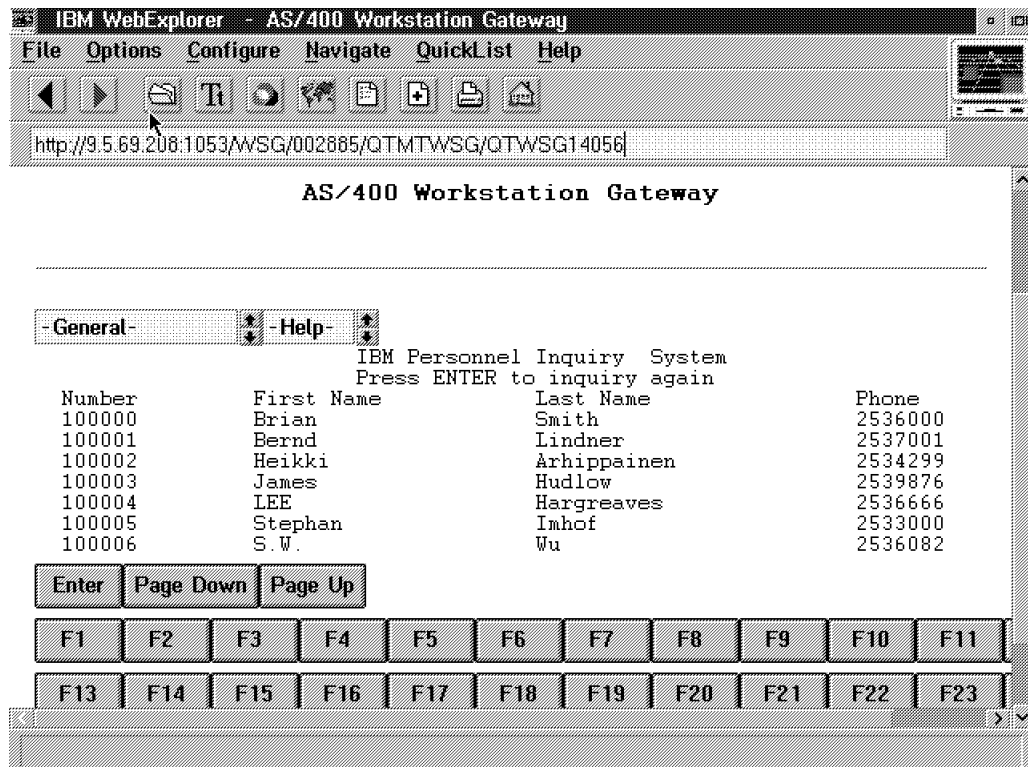 IBM WebExplorer - AS/400 Workstation Gateway
File Options Configure Navigate QuickList Help
Tt
http://9.5.69.208:1053/WSG/002885/QTMTWSG/QTWSG14056
AS/400 Workstation Gateway
-General- -Help-
IBM Personnel Inquiry System
Press ENTER to inquiry again
Number First Name Last Name Phone
100000 Brian Smith 2536000
100001 Bernd Lindner 2537001
100002 Heikki Arhippainen 2534299
100003 James Hudlow 2539876
100004 LEE Hargreaves 2536666
100005 Stephan Imhof 2533000
100006 S.W. Wu 2536082
Enter Page Down Page Up
F1 F2 F3 F4 F5 F6 F7 F8 F9 F10 F11
F13 F14 F15 F16 F17 F18 F19 F20 F21 F22 F23